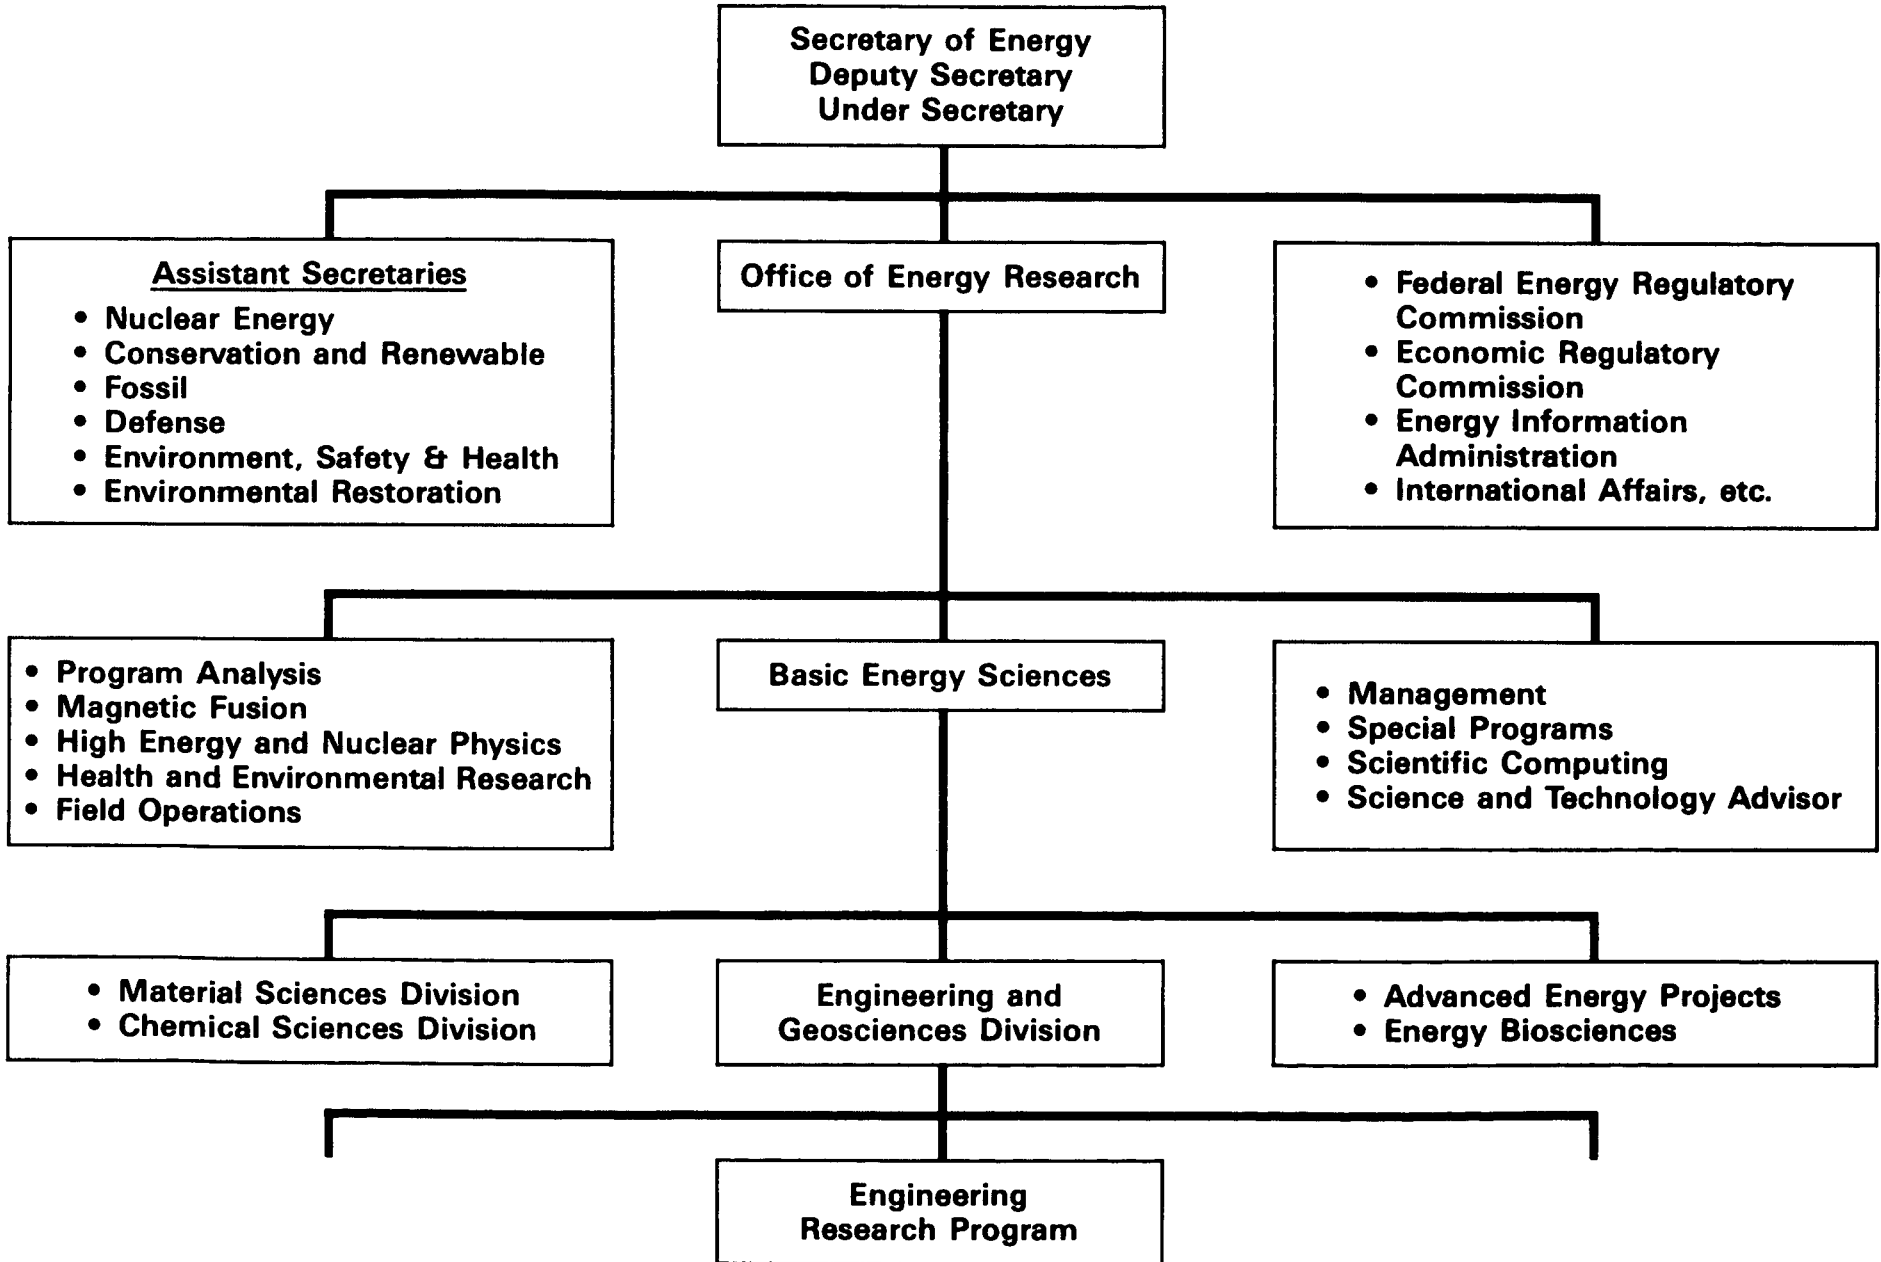 Secretary of Energy
Deputy Secretary
Under Secretary
Assistant Secretaries
• Nuclear Energy
• Conservation and Renewable
• Fossil
• Defense
• Environment, Safety & Health
• Environmental Restoration
Office of Energy Research
• Federal Energy Regulatory
Commission
• Economic Regulatory
Commission
• Energy Information
Administration
• International Affairs, etc.
• Program Analysis
• Magnetic Fusion
• High Energy and Nuclear Physics
• Health and Environmental Research
• Field Operations
Basic Energy Sciences
• Management
• Special Programs
• Scientific Computing
• Science and Technology Advisor
• Material Sciences Division
• Chemical Sciences Division
Engineering and
Geosciences Division
• Advanced Energy Projects
• Energy Biosciences
Engineering
Research Program